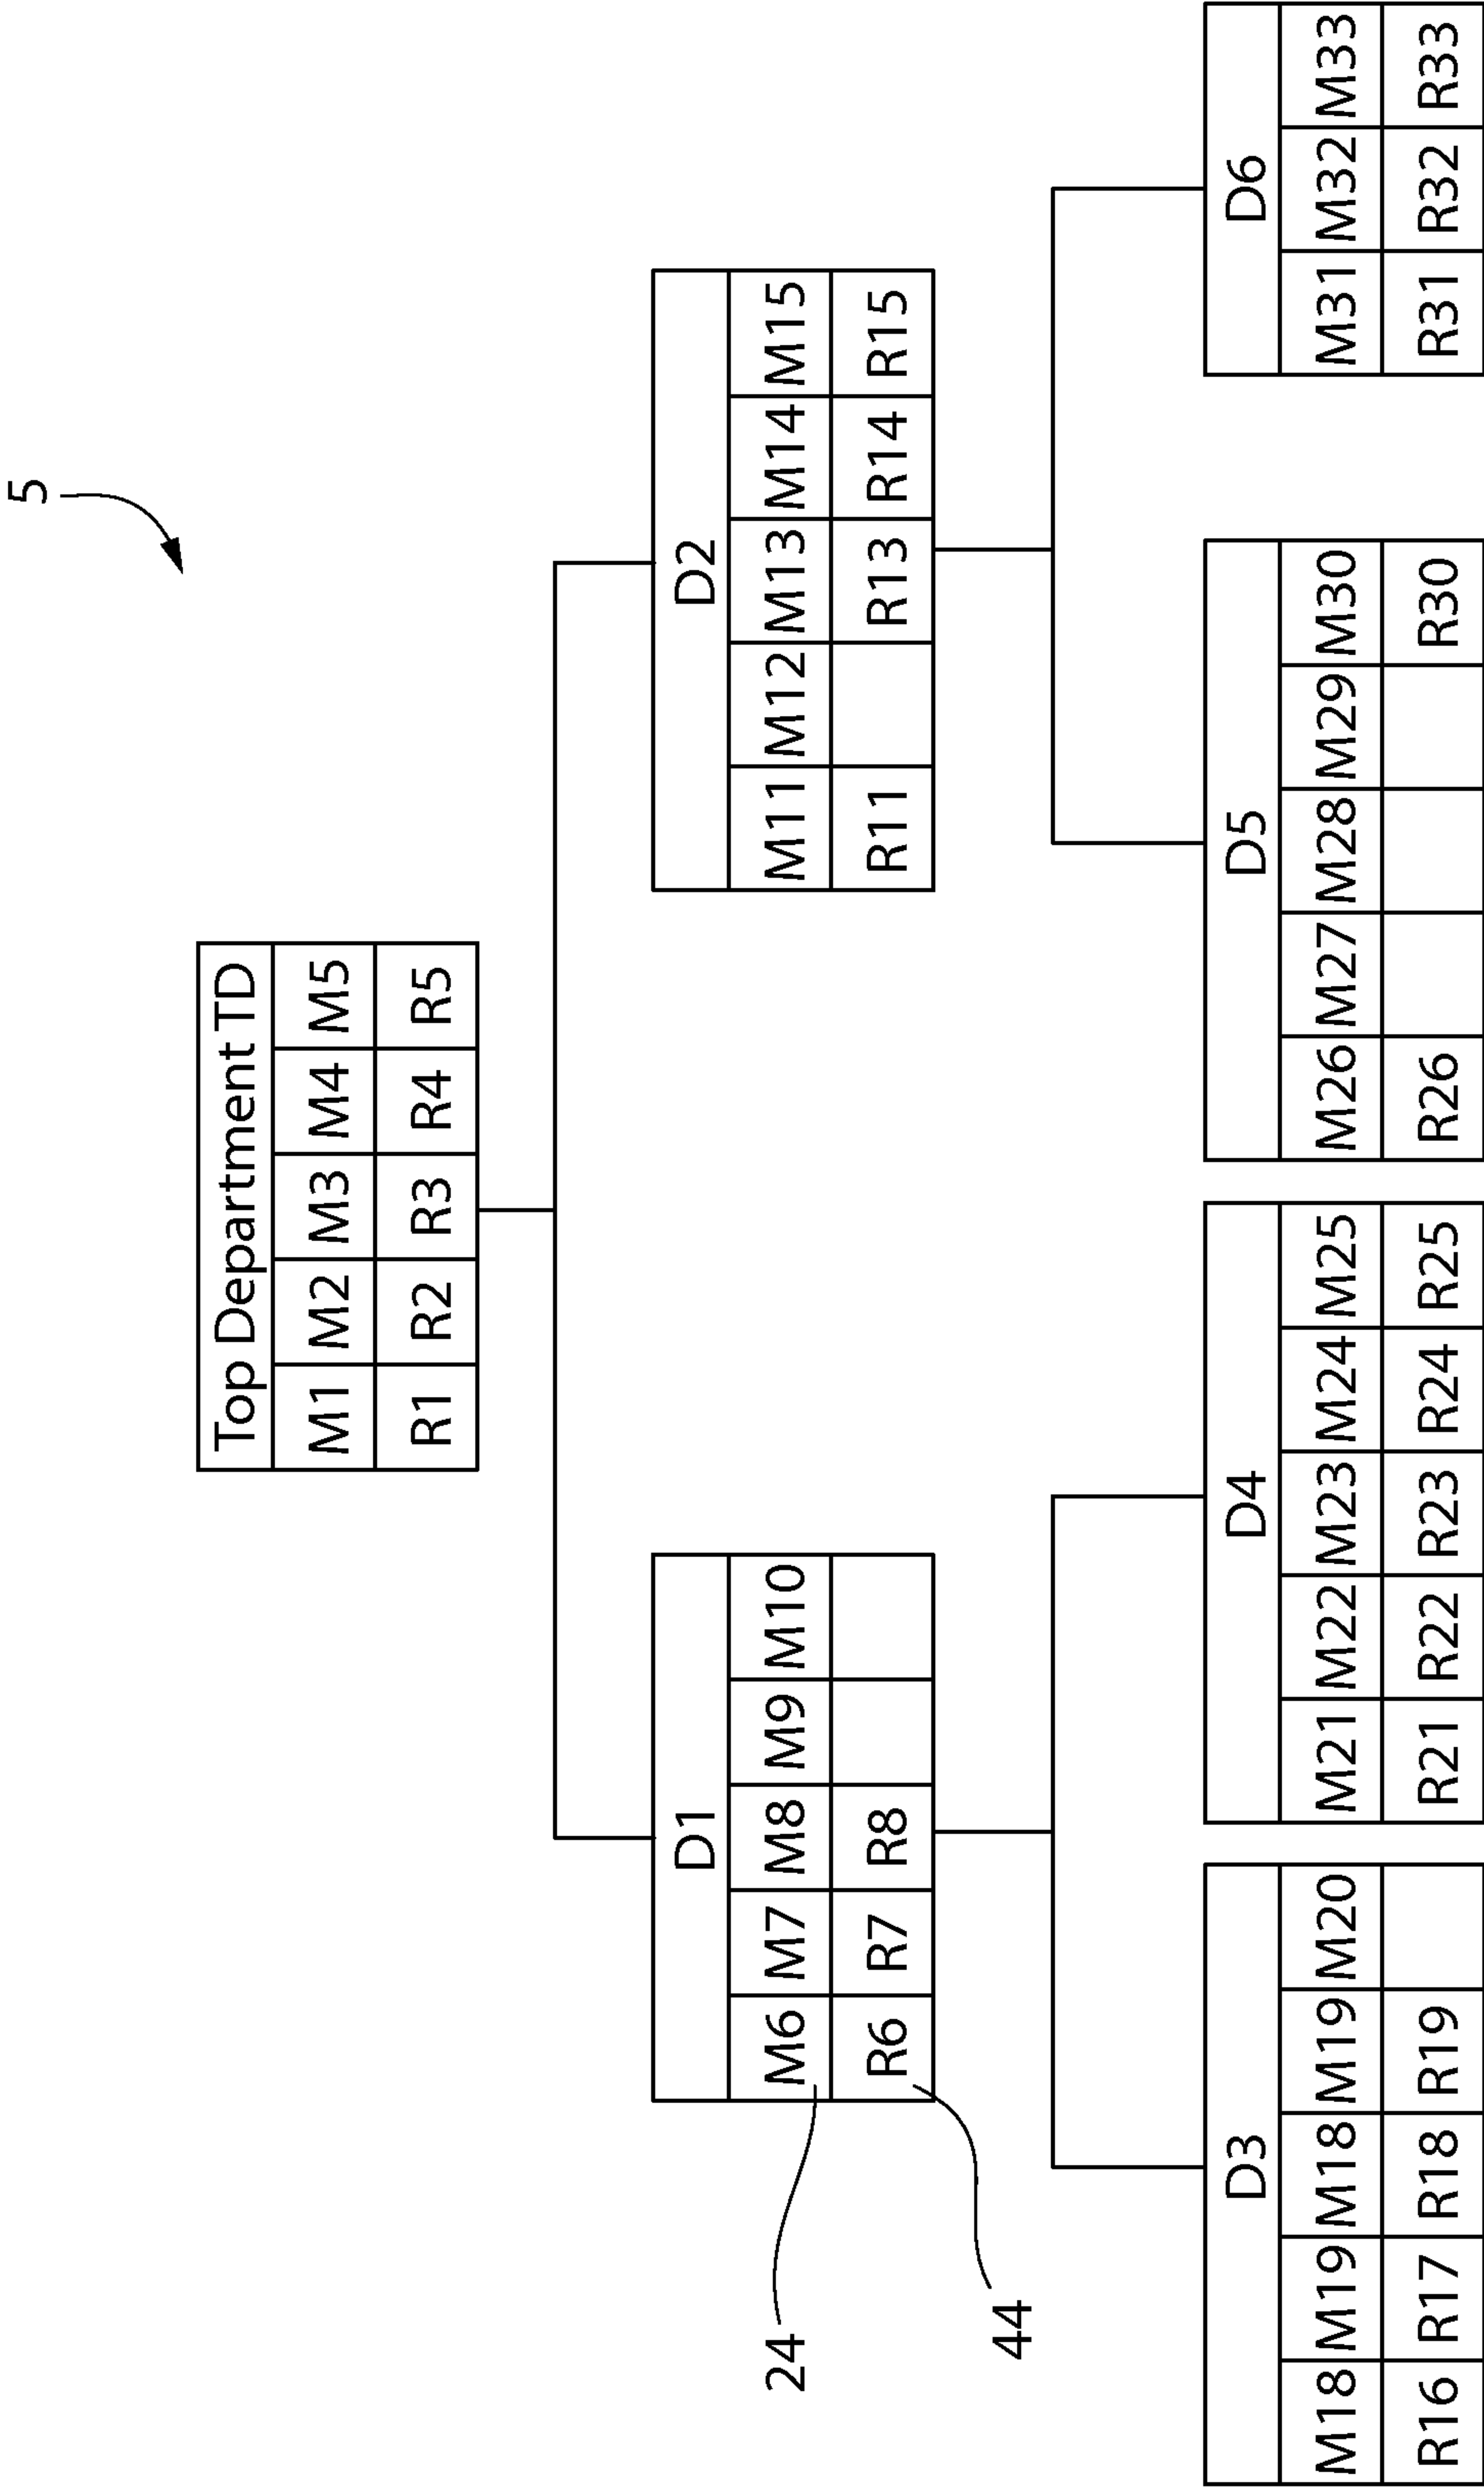 5
Top Department TD
M1 M2 M3 M4 M5
R1 R2 R3 R4 R5
D1
M6 M7 M8 M9 M10
R6 R7 R8
24
44
D2
M11 M12 M13 M14 M15
R11 R13 R14 R15
D3
M18 M19 M18 M19 M20
R16 R17 R18 R19
D4
M21 M22 M23 M24 M25
R21 R22 R23 R24 R25
D5
M26 M27 M28 M29 M30
R26 R30
D6
M31 M32 M33
R31 R32 R33